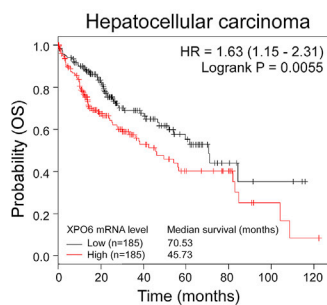 Hepatocellular carcinoma
HR = 1.63 (1.15 - 2.31)
Logrank P = 0.0055
Probability (OS)
1.0
0.8
0.6
0.4
0.2
0.0
XPO6 mRNA level Median survival (months)
Low (n=185) 70.53
High (n=185) 45.73
0 20 40 60 80 100 120
Time (months)